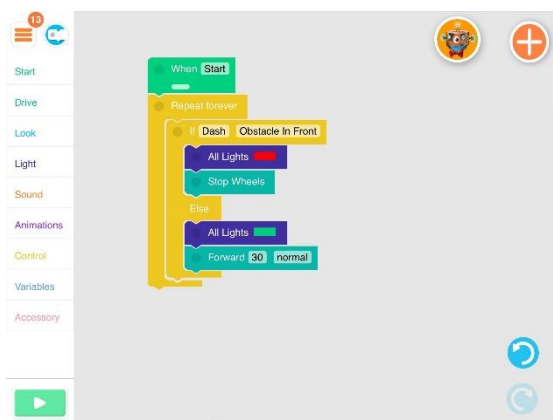 13
Start
Drive
Look
Light
Sound
Animations
Control
Variables
Accessory
When Start
Repeat forever
If Dash Obstacle In Front
All Lights
Stop Wheels
Else
All Lights
Forward 30 normal